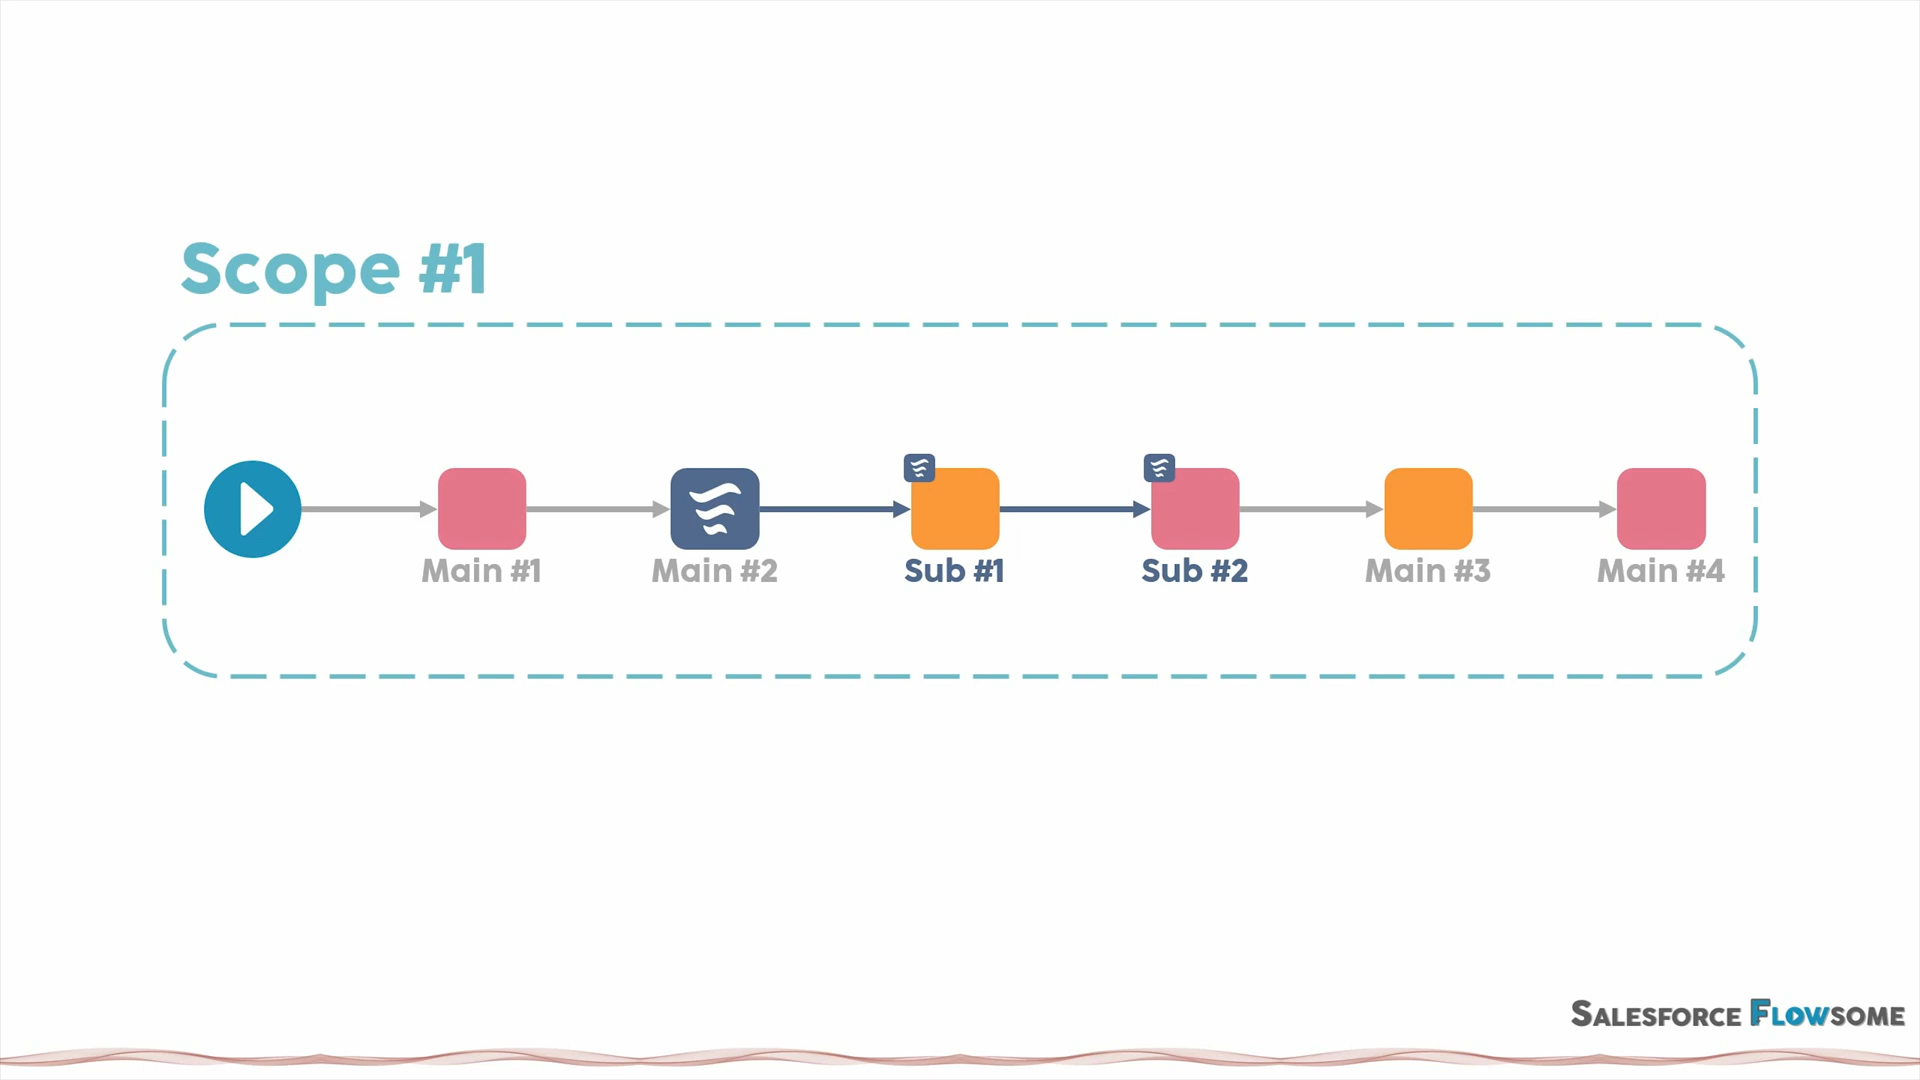 Scope #1
Main #1
Main #2
Sub #1
Sub #2
Main #3
Main #4
SALESFORCE FLOWSOME